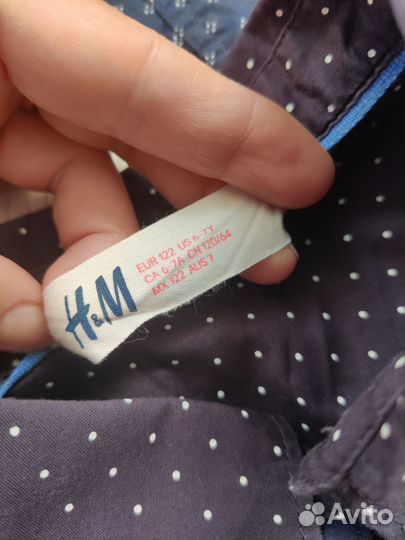 H&M
EUR 122 US 6-7Y
CA 6-7A CN 120/64
MX 122 AUS 7
Avito